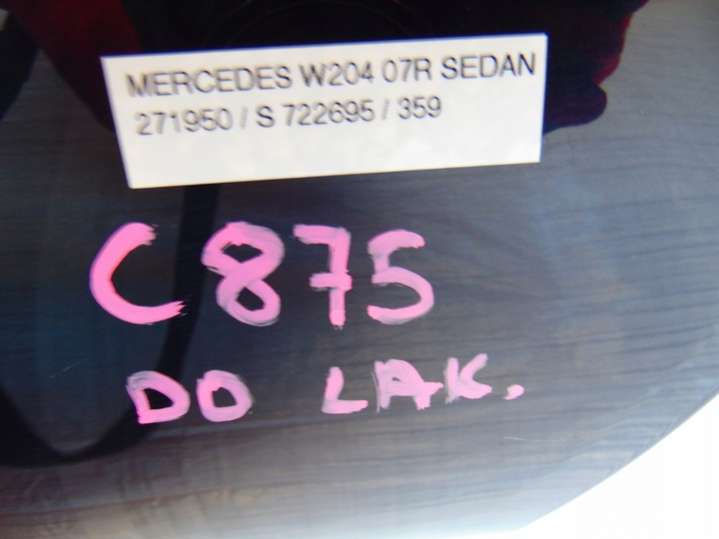 MERCEDES W204 07R SEDAN
271950 / S 722695 / 359
C875
DO LAK.